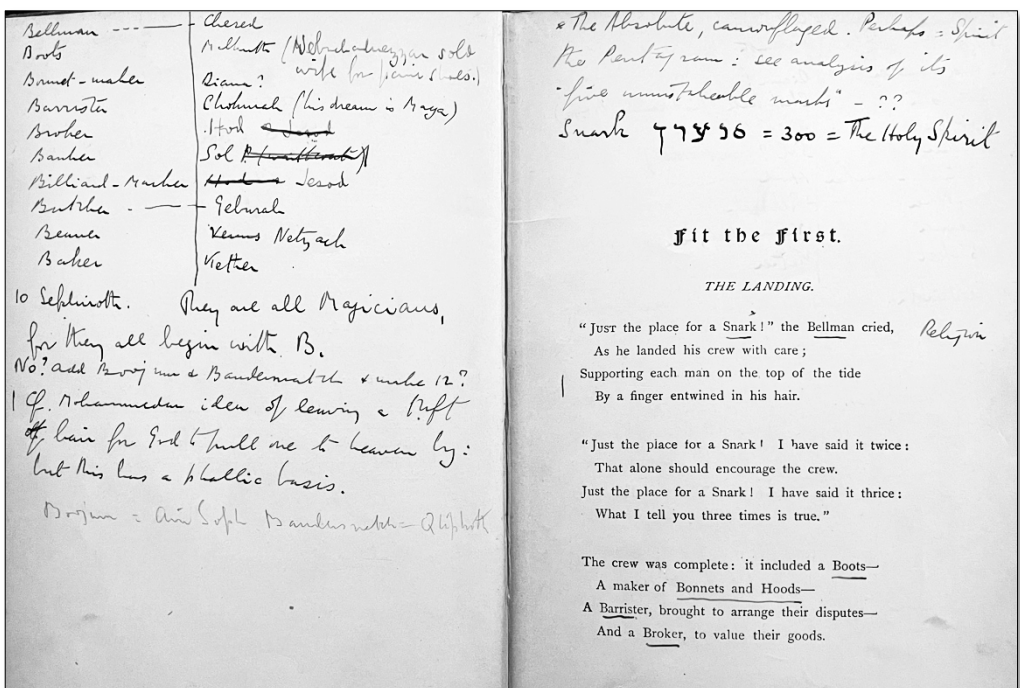 Bellman - - - - - Chesed
Boots Malkuth (Nebuchadnezzar sold
wife for pair shoes.)
Bonnet-maker Diana?
Barrister Chokmah (his dream is Maya)
Broker Hod Jesod
Banker Sol
Billiard-Marker Hod Jesod
Butcher - — Geburah
Beaver Venus Netzach
Baker Kether
10 Sephiroth. They are all Magicians,
for they all begin with B.
No? add Boojum & Bandersnatch & make 12?
Cf. Mohammedan idea of leaving a tuft
of hair for God to pull one to heaven by:
but this has a phallic basis.
Boojum = Ain Soph Bandersnatch = Qliphoth
The Absolute, camouflaged. Perhaps = Spirit
the Pentagram: see analysis of its
"five unmistakeable marks" - ??
Snark = 300 = The Holy Spirit
Fit the First.
THE LANDING.
"JUST the place for a Snark!" the Bellman cried, Religion
As he landed his crew with care;
Supporting each man on the top of the tide
By a finger entwined in his hair.
"Just the place for a Snark! I have said it twice:
That alone should encourage the crew.
Just the place for a Snark! I have said it thrice:
What I tell you three times is true."
The crew was complete: it included a Boots—
A maker of Bonnets and Hoods—
A Barrister, brought to arrange their disputes—
And a Broker, to value their goods.